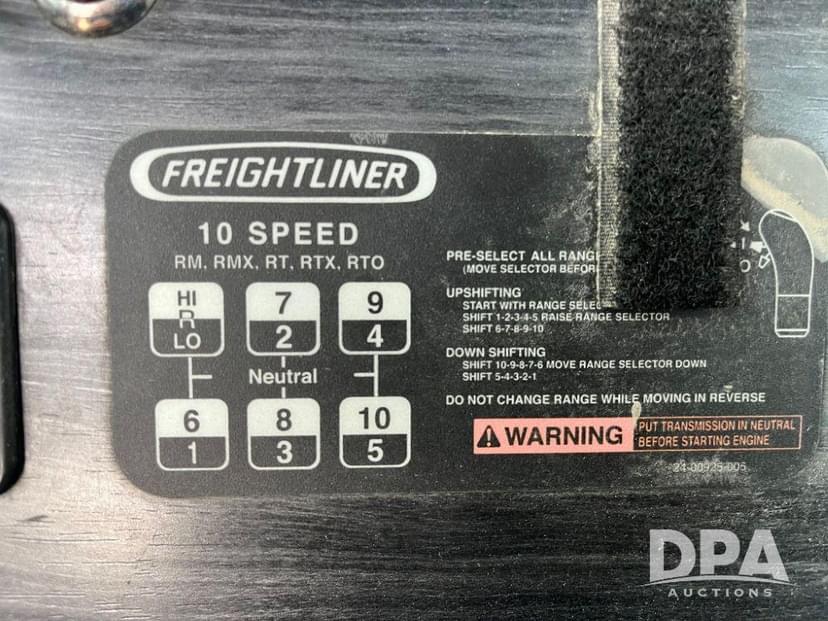 FREIGHTLINER
10 SPEED
RM, RMX, RT, RTX, RTO
HI
R
LO
7
2
9
4
Neutral
6
1
8
3
10
5
PRE-SELECT ALL
(MOVE SELECTOR
UPSHIFTING
START WITH RANGE
SHIFT 1-2-3-4-5 RAISE RANGE SELECTOR
SHIFT 6-7-8-9-10
DOWN SHIFTING
SHIFT 10-9-8-7-6 MOVE RANGE SELECTOR DOWN
SHIFT 5-4-3-2-1
DO NOT CHANGE RANGE WHILE MOVING IN REVERSE
WARNING
PUT TRANSMISSION IN NEUTRAL
BEFORE STARTING ENGINE
24-00925-005
DPA
AUCTIONS